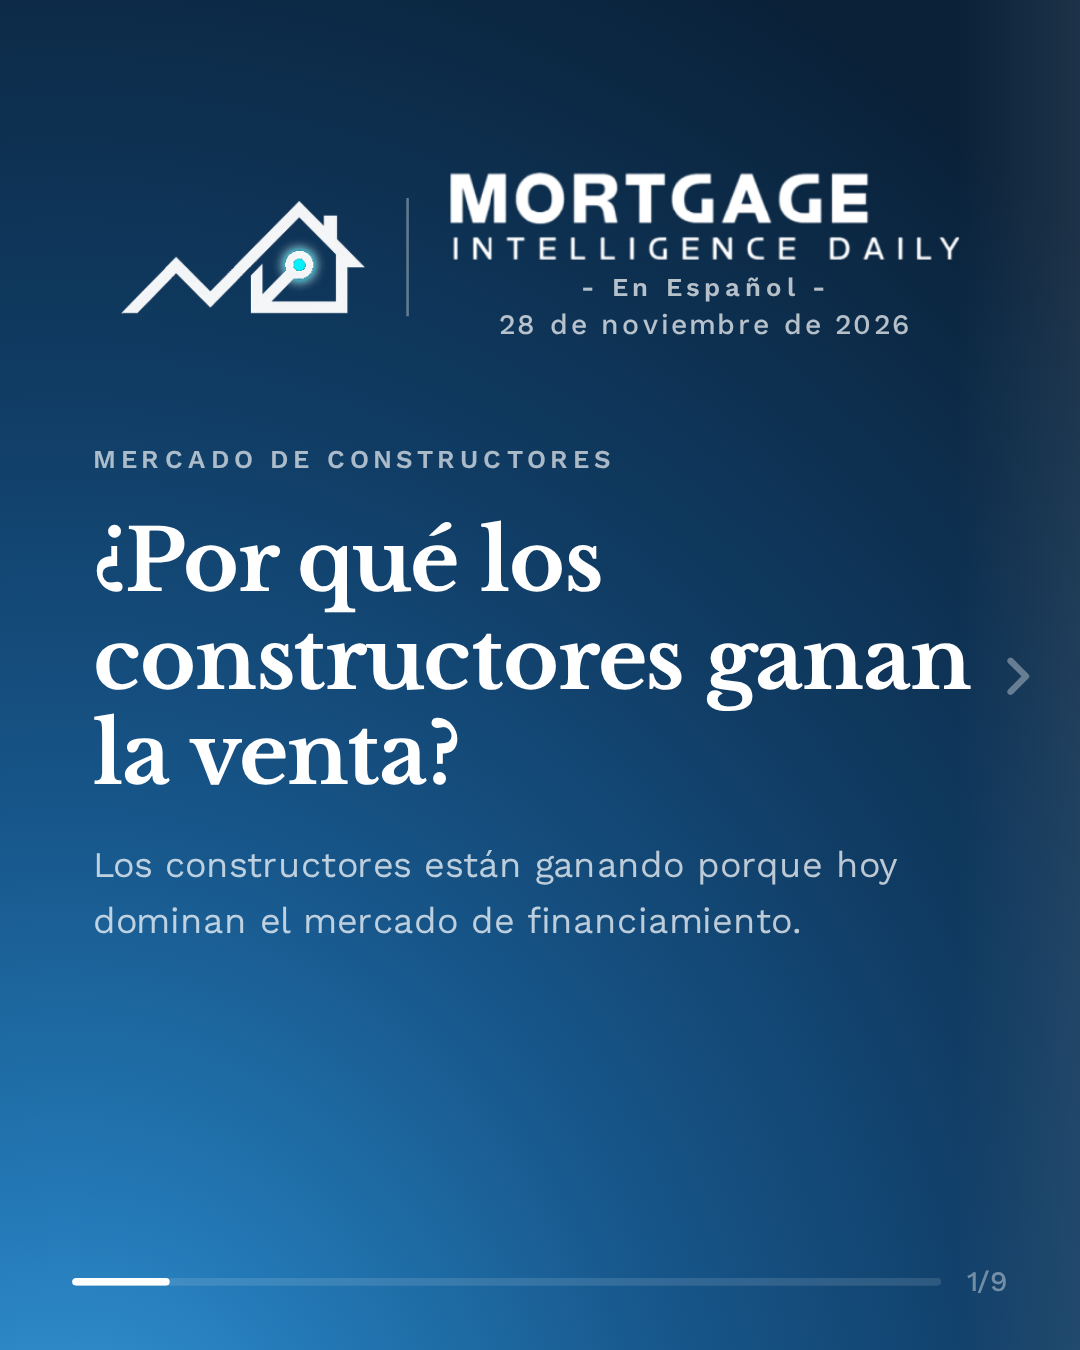 MORTGAGE
INTELLIGENCE DAILY
- En Español -
28 de noviembre de 2026
MERCADO DE CONSTRUCTORES
¿Por qué los
constructores ganan
la venta?
Los constructores están ganando porque hoy
dominan el mercado de financiamiento.
1/9